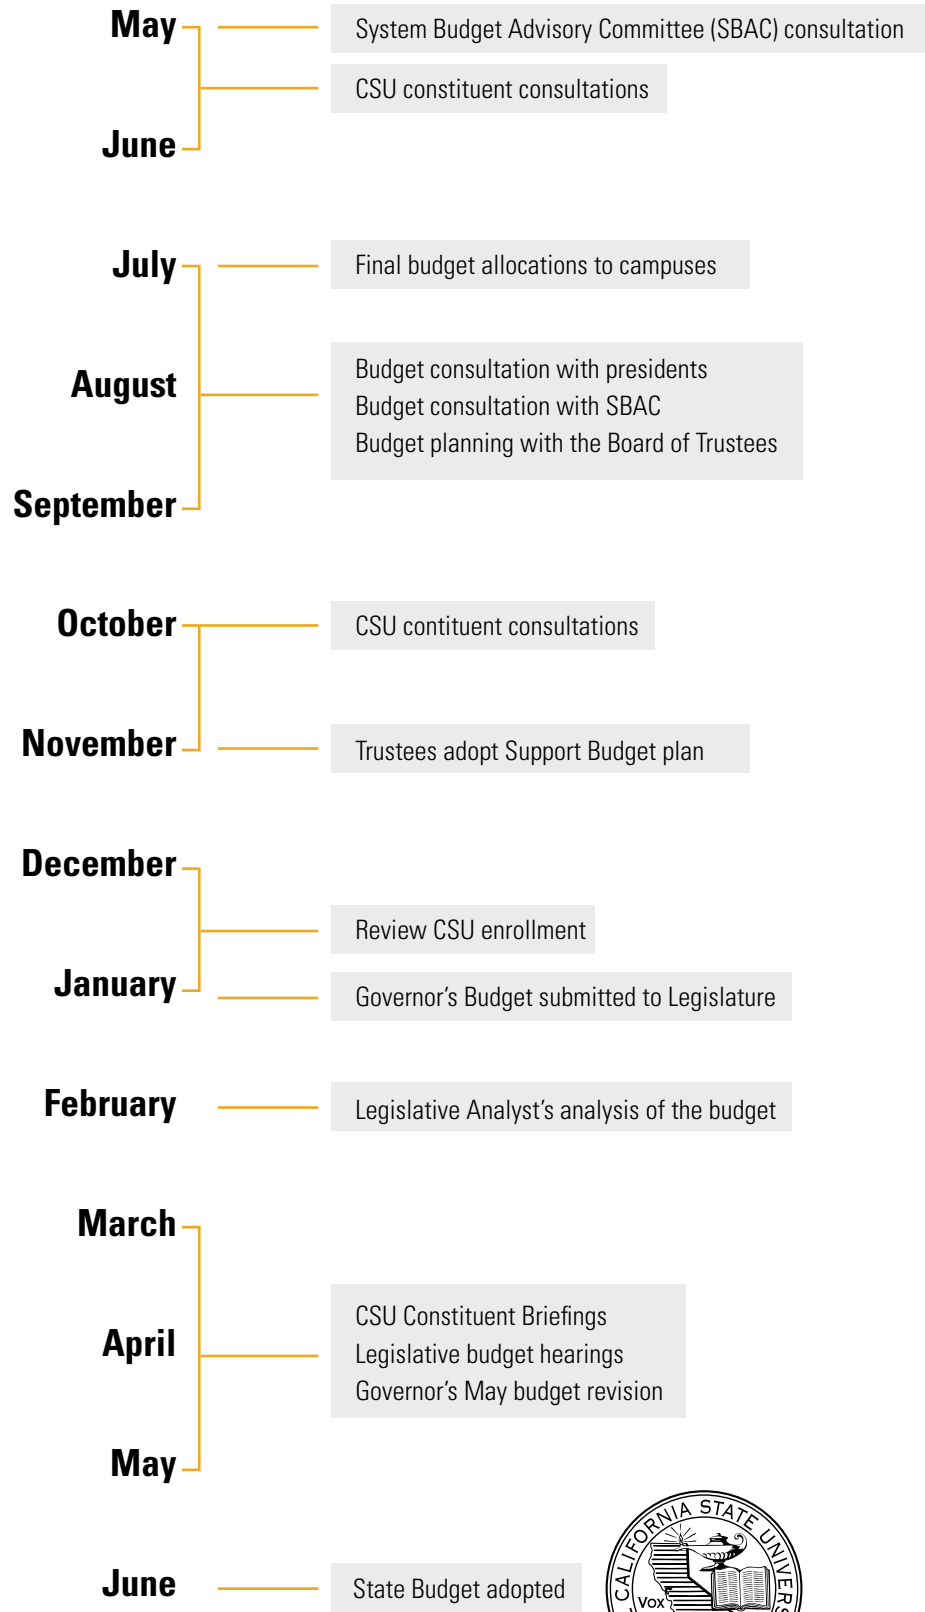 May
System Budget Advisory Committee (SBAC) consultation
CSU constituent consultations
June
July
Final budget allocations to campuses
August
Budget consultation with presidents
Budget consultation with SBAC
Budget planning with the Board of Trustees
September
October
CSU contituent consultations
November
Trustees adopt Support Budget plan
December
Review CSU enrollment
January
Governor’s Budget submitted to Legislature
February
Legislative Analyst’s analysis of the budget
March
CSU Constituent Briefings
April
Legislative budget hearings
Governor’s May budget revision
May
June
State Budget adopted
CALIFORNIA STATE UNIVERS
Vox